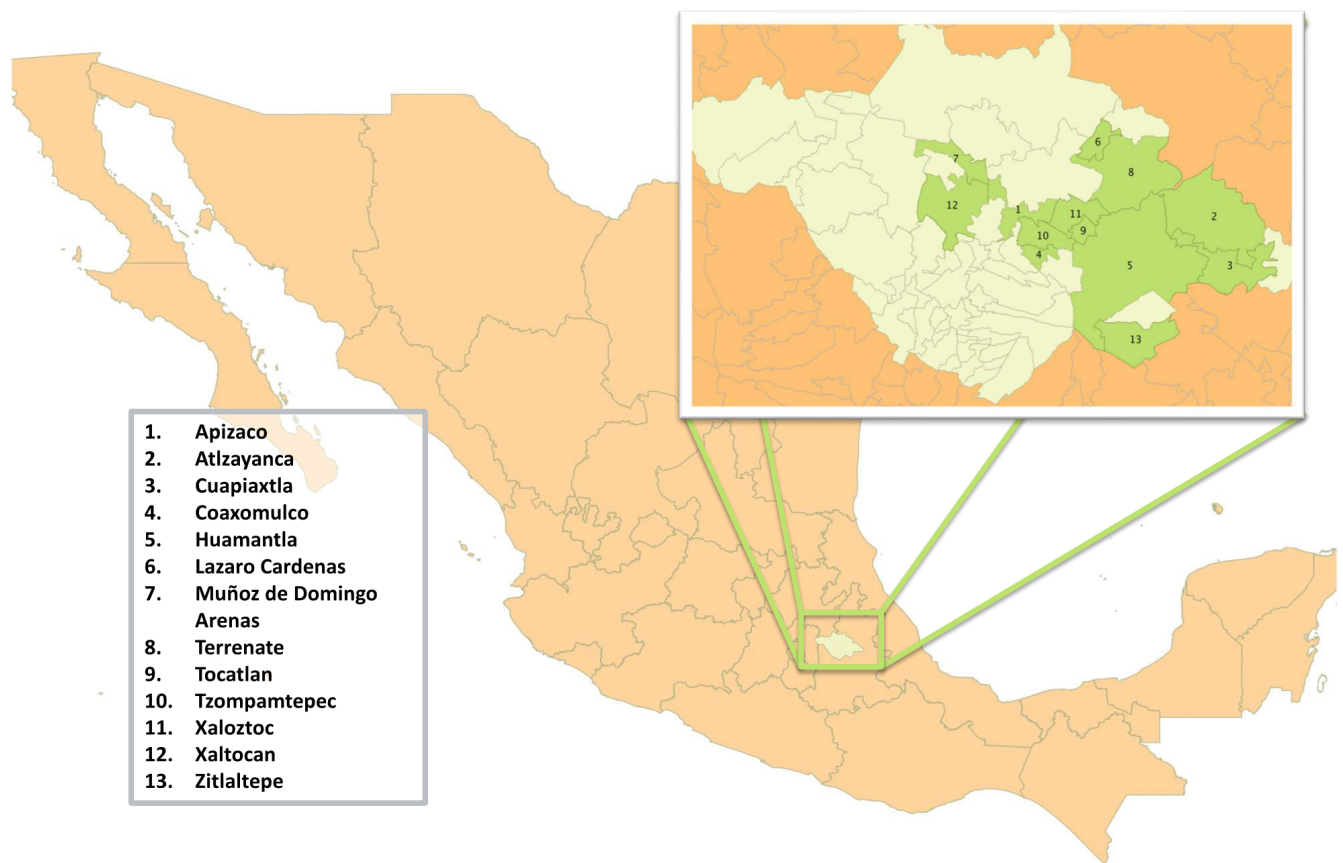 6
7
8
12
1
11
2
9
10
4
5
3
13
1. Apizaco
2. Atlzayanca
3. Cuapiaxtla
4. Coaxomulco
5. Huamantla
6. Lazaro Cardenas
7. Muñoz de Domingo
Arenas
8. Terrenate
9. Tocatlan
10. Tzompamtepec
11. Xaloztoc
12. Xaltocan
13. Zitlaltepe